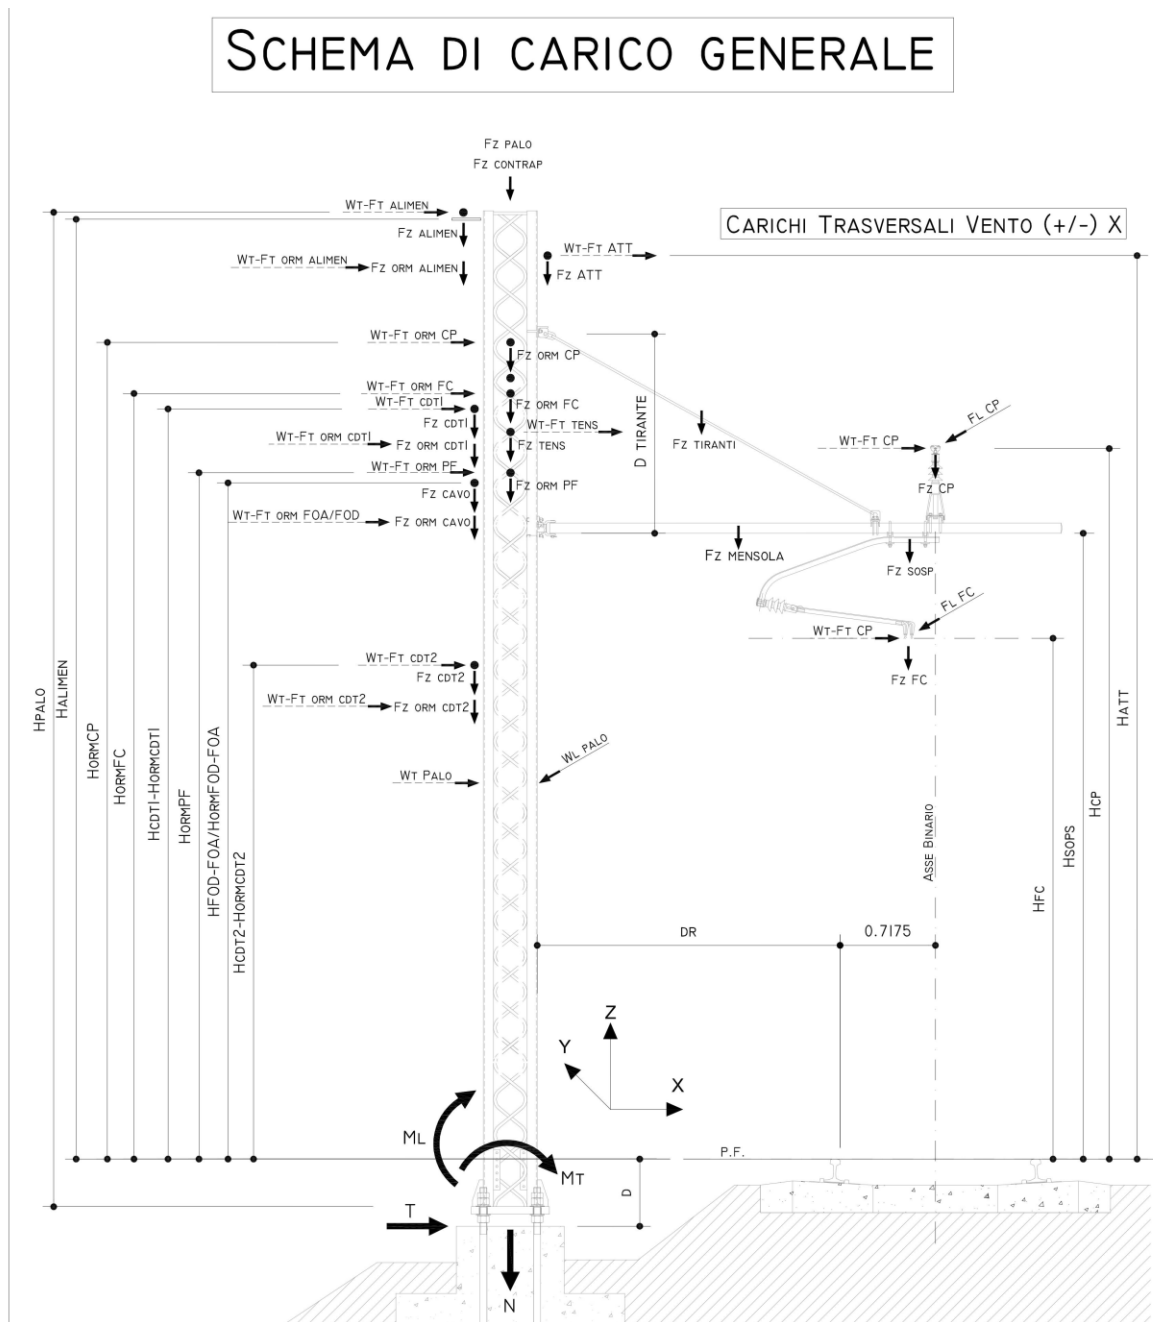 SCHEMA DI CARICO GENERALE
FZ PALO
FZ CONTRAP
WT-FT ALIMEN
FZ ALIMEN
CARICHI TRASVERSALI VENTO (+/-) X
WT-FT ATT
WT-FT ORM ALIMEN
FZ ORM ALIMEN
FZ ATT
WT-FT ORM CP
FZ ORM CP
WT-FT ORM FC
WT-FT CDT1
FZ ORM FC
FL CP
FZ CDT1
WT-FT TENS
WT-FT ORM CDT1
FZ ORM CDT1
FZ TENS
D TIRANTE
FZ TIRANTI
WT-FT CP
WT-FT ORM PF
FZ ORM PF
FZ CP
FZ CAVO
WT-FT ORM FOA/FOD
FZ ORM CAVO
FZ MENSOLA
FZ SOSP
FL FC
WT-FT CP
FZ FC
WT-FT CDT2
FZ CDT2
WT-FT ORM CDT2
FZ ORM CDT2
WL PALO
WT PALO
HPALO
HALIMEN
HORMCP
HORMFC
HCDT1-HORMCDT1
HORMPF
HFOD-FOA/HORMFOD-FOA
HCDT2-HORMCDT2
ASSE BINARIO
HFC
HSOPS
HCP
HATT
DR
0.7175
Z
Y
X
ML
MT
P.F.
D
T
N